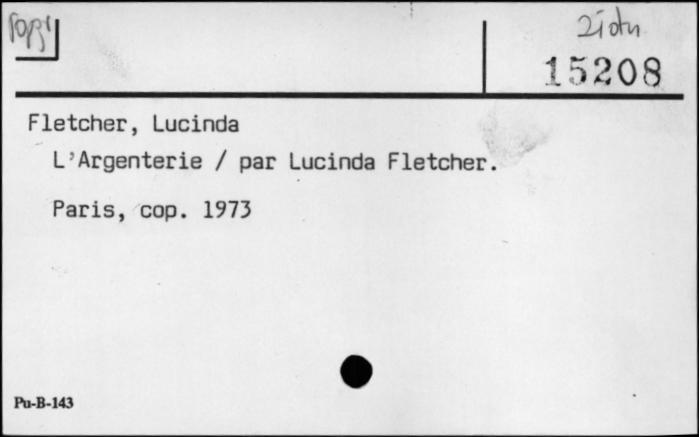 15208
Fletcher, Lucinda
L'Argenterie / par Lucinda Fletcher.
Paris, cop. 1973
Pu-B-143